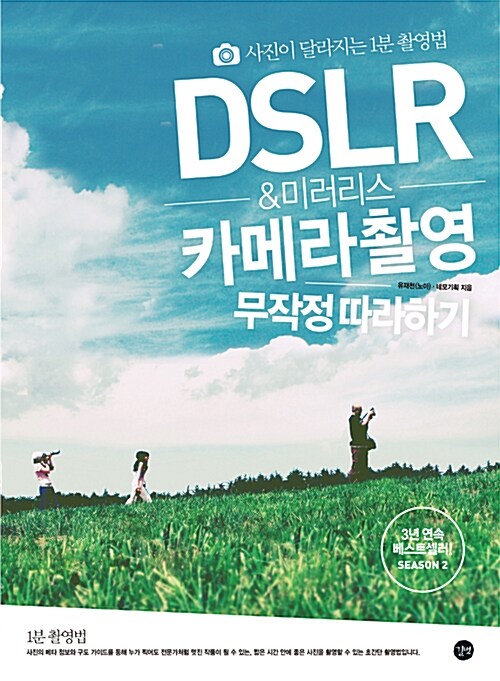 사진이 달라지는 1분 촬영법
DSLR
&미러리스
카메라촬영
유재천(노아)·네모기획 지음
무작정 따라하기
3년 연속
베스트셀러!
SEASON 2
1분 촬영법
사진의 메타 정보와 구도 가이드를 통해 누가 찍어도 전문가처럼 멋진 작품이 될 수 있는, 짧은 시간 안에 좋은 사진을 촬영할 수 있는 초간단 촬영법입니다.
길벗